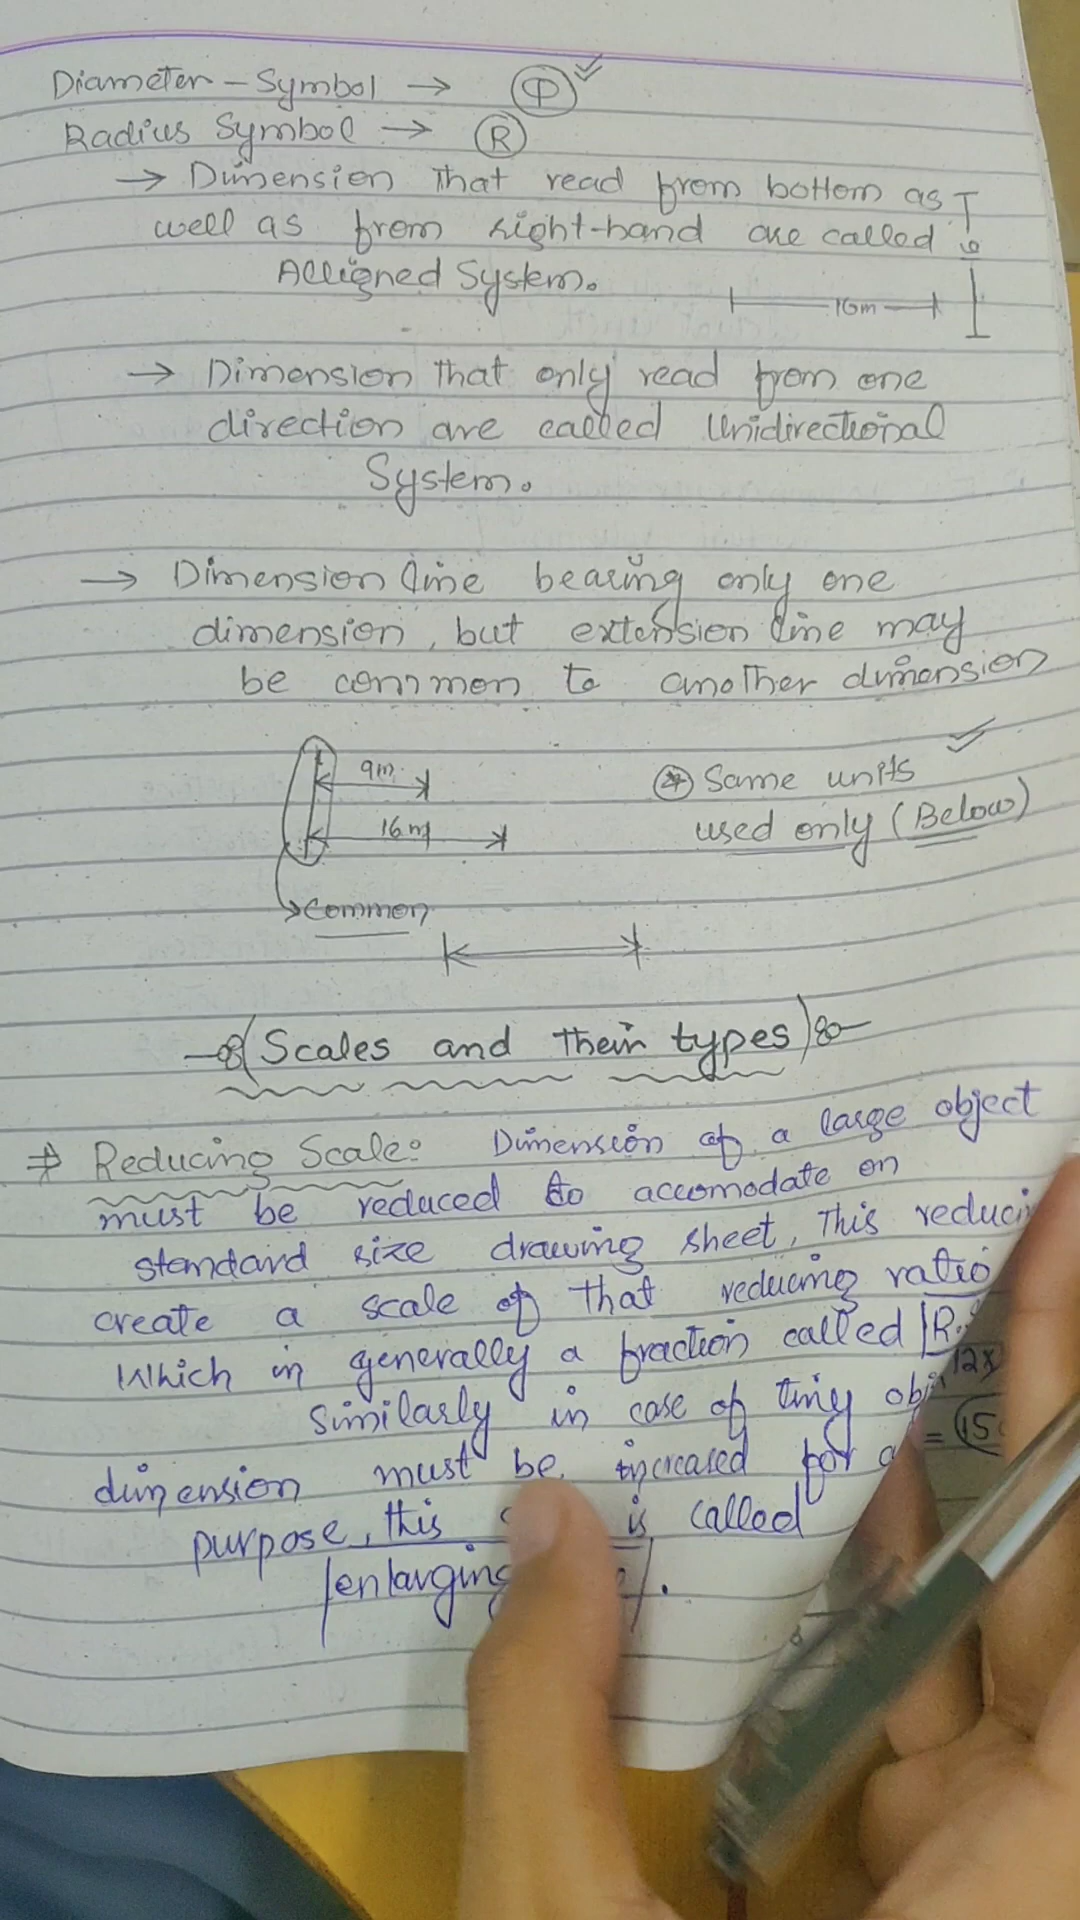 Diameter - Symbol → Φ
Radius Symbol → R
→ Dimension that read from bottom as
well as from right-hand are called
Alligned System.
16m
→ Dimension that only read from one
direction are called Unidirectional
System.
→ Dimension line bearing only one
dimension, but extension line may
be common to another dimension
9m
16m
Common
Same units
used only (Below)
(Scales and their types)
⇒ Reducing Scale: Dimension of a large object
must be reduced to accomodate on
standard size drawing sheet, This
create a scale of that reducing ratio
Which in generally a fraction called
Similarly in case of tiny
dimension must be increased for
purpose, this is called
enlarging